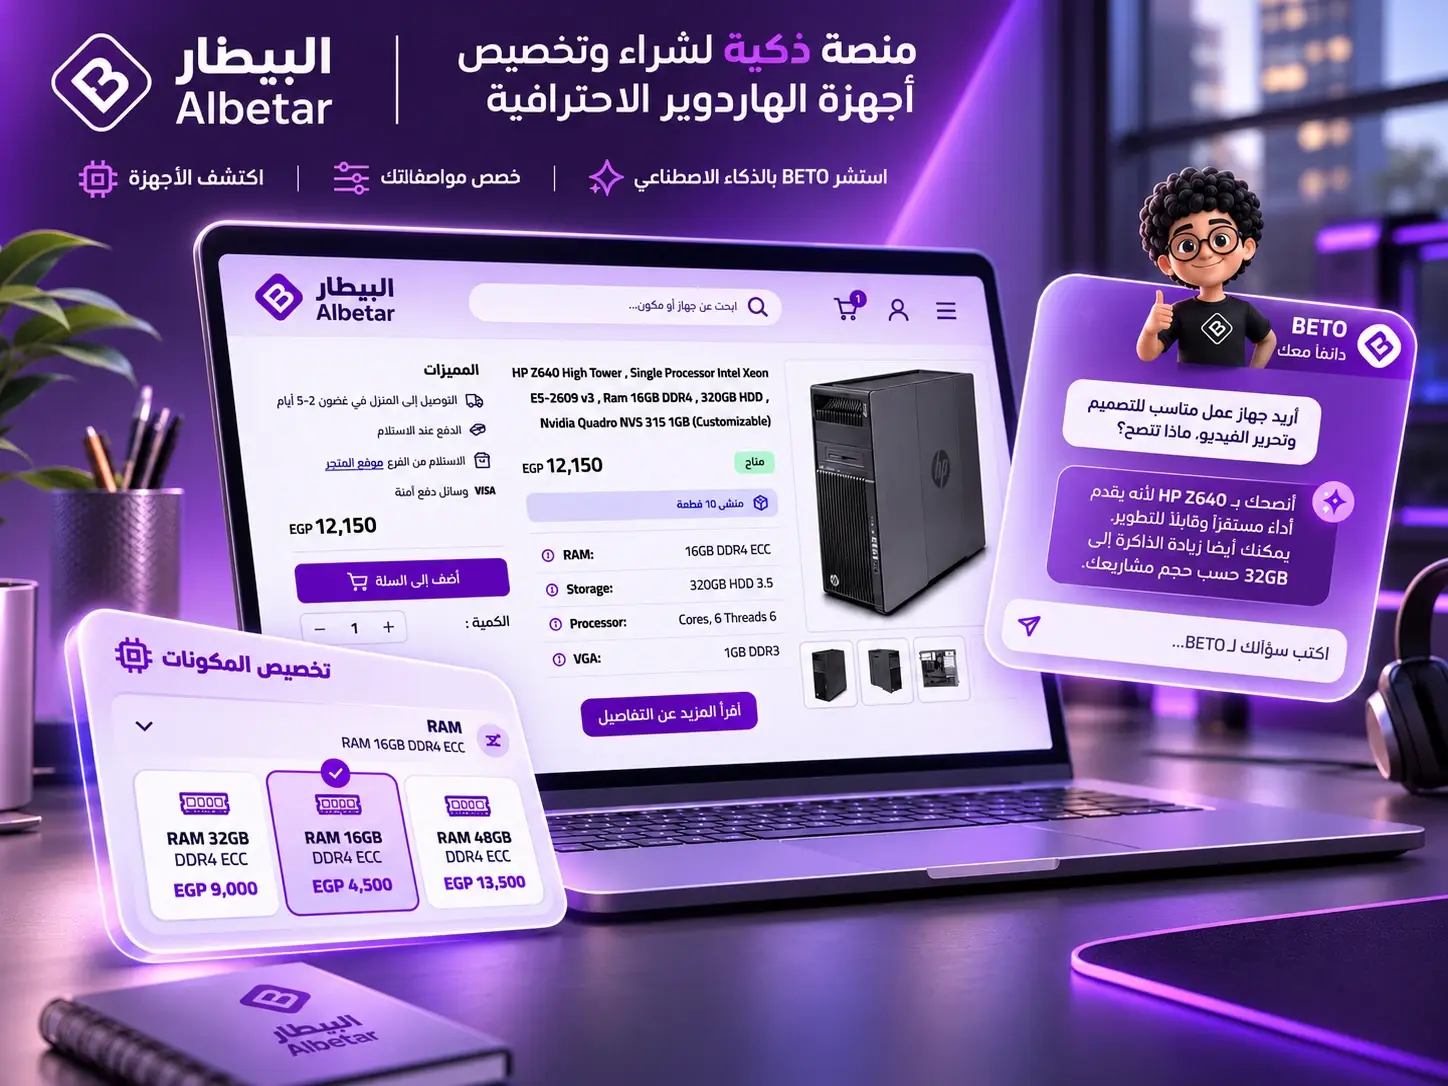 البيطار
Albetar
منصة ذكية لشراء وتخصيص
أجهزة الهاردوير الاحترافية
اكتشف الأجهزة
خصص مواصفاتك
استشر BETO بالذكاء الاصطناعي
البيطار
Albetar
ابحث عن جهاز أو مكون...
1
HP Z640 High Tower , Single Processor Intel Xeon
E5-2609 v3 , Ram 16GB DDR4 , 320GB HDD ,
Nvidia Quadro NVS 315 1GB (Customizable)
EGP 12,150
متاح
10 قطعة
RAM:
16GB DDR4 ECC
Storage:
320GB HDD 3.5
Processor:
Cores, 6 Threads 6
VGA:
1GB DDR3
أقرأ المزيد عن التفاصيل
المميزات
التوصيل إلى المنزل في غضون 2-5 أيام
الدفع عند الاستلام
الاستلام من الفرع موقع المتجر
VISA وسائل دفع آمنة
EGP 12,150
أضف إلى السلة
الكمية :
− 1 +
hp
hp
BETO
دائمًا معك
أريد جهاز عمل مناسب للتصميم
وتحرير الفيديو. ماذا تنصح؟
أنصحك بـ HP Z640 لأنه يقدم
أداءً مستقرًا وقابلًا للتطوير.
يمكنك أيضا زيادة الذاكرة إلى
32GB حسب حجم مشاريعك.
اكتب سؤالك لـ BETO...
تخصيص المكونات
RAM
RAM 16GB DDR4 ECC
RAM 32GB
DDR4 ECC
EGP 9,000
RAM 16GB
DDR4 ECC
EGP 4,500
RAM 48GB
DDR4 ECC
EGP 13,500
البيطار
Albetar